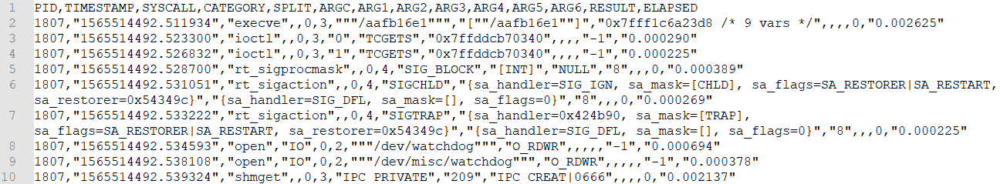 1 PID,TIMESTAMP,SYSCALL,CATEGORY,SPLIT,ARGC,ARG1,ARG2,ARG3,ARG4,ARG5,ARG6,RESULT,ELAPSED
2 1807,"1565514492.511934","execve",,0,3,"""/aafb16e1""","[""/aafb16e1""]","0x7fff1c6a23d8 /* 9 vars */",,,,0,"0.002625"
3 1807,"1565514492.523300","ioctl",,0,3,"0","TCGETS","0x7ffddcb70340",,,,"-1","0.000290"
4 1807,"1565514492.526832","ioctl",,0,3,"1","TCGETS","0x7ffddcb70340",,,,"-1","0.000225"
5 1807,"1565514492.528700","rt_sigprocmask",,0,4,"SIG_BLOCK","[INT]","NULL","8",,,0,"0.000389"
6 1807,"1565514492.531051","rt_sigaction",,0,4,"SIGCHLD","{sa_handler=SIG_IGN, sa_mask=[CHLD], sa_flags=SA_RESTORER|SA_RESTART,
sa_restorer=0x54349c}","{sa_handler=SIG_DFL, sa_mask=[], sa_flags=0}","8",,,0,"0.000269"
7 1807,"1565514492.533222","rt_sigaction",,0,4,"SIGTRAP","{sa_handler=0x424b90, sa_mask=[TRAP],
sa_flags=SA_RESTORER|SA_RESTART, sa_restorer=0x54349c}","{sa_handler=SIG_DFL, sa_mask=[], sa_flags=0}","8",,,0,"0.000225"
8 1807,"1565514492.534593","open","IO",0,2,"""/dev/watchdog""","O_RDWR",,,,,"-1","0.000694"
9 1807,"1565514492.538108","open","IO",0,2,"""/dev/misc/watchdog""","O_RDWR",,,,,"-1","0.000378"
10 1807,"1565514492.539324","shmget",,0,3,"IPC_PRIVATE","209","IPC_CREAT|0666",,,,0,"0.002137"